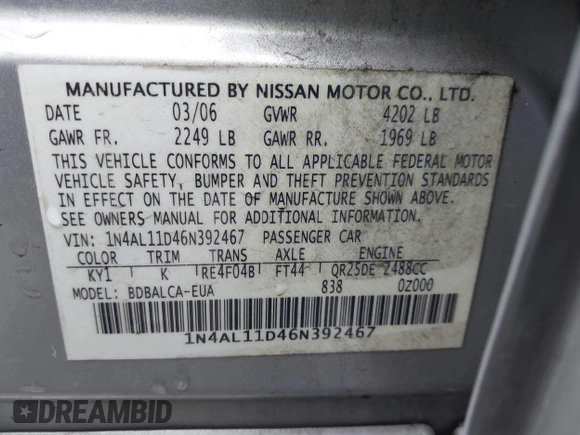 MANUFACTURED BY NISSAN MOTOR CO., LTD.
DATE 03/06 GVWR 4202 LB
GAWR FR. 2249 LB GAWR RR. 1969 LB
THIS VEHICLE CONFORMS TO ALL APPLICABLE FEDERAL MOTOR
VEHICLE SAFETY, BUMPER AND THEFT PREVENTION STANDARDS
IN EFFECT ON THE DATE OF MANUFACTURE SHOWN ABOVE.
SEE OWNERS MANUAL FOR ADDITIONAL INFORMATION.
VIN: 1N4AL11D46N392467 PASSENGER CAR
COLOR TRIM TRANS AXLE ENGINE
KY1 K RE4F04B FT44 QR25DE 2488CC
MODEL: BDBALCA-EUA 838 0Z000
1N4AL11D46N392467
DREAMBID